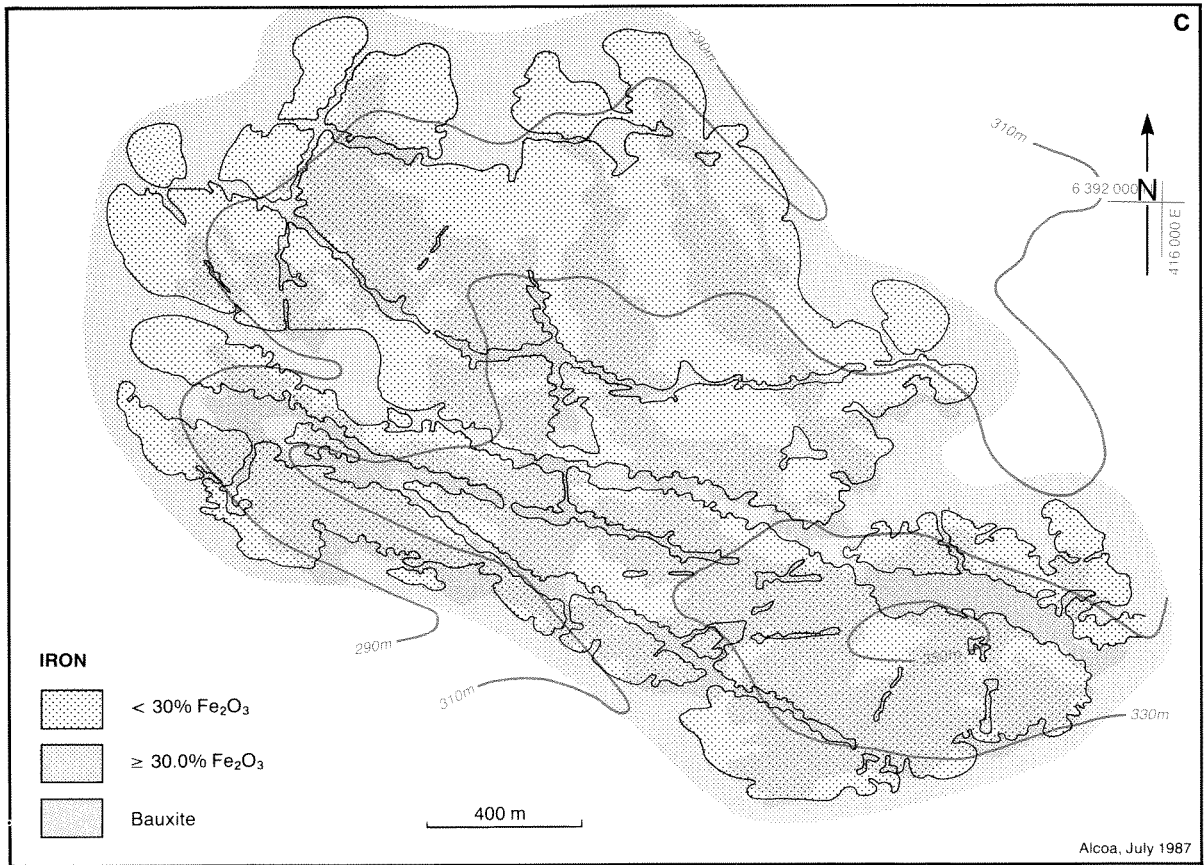 C
290m
310m
6 392 000
N
416 000 E
290m
310m
350m
330m
IRON
< 30% Fe₂O₃
≥ 30.0% Fe₂O₃
Bauxite
400 m
Alcoa, July 1987